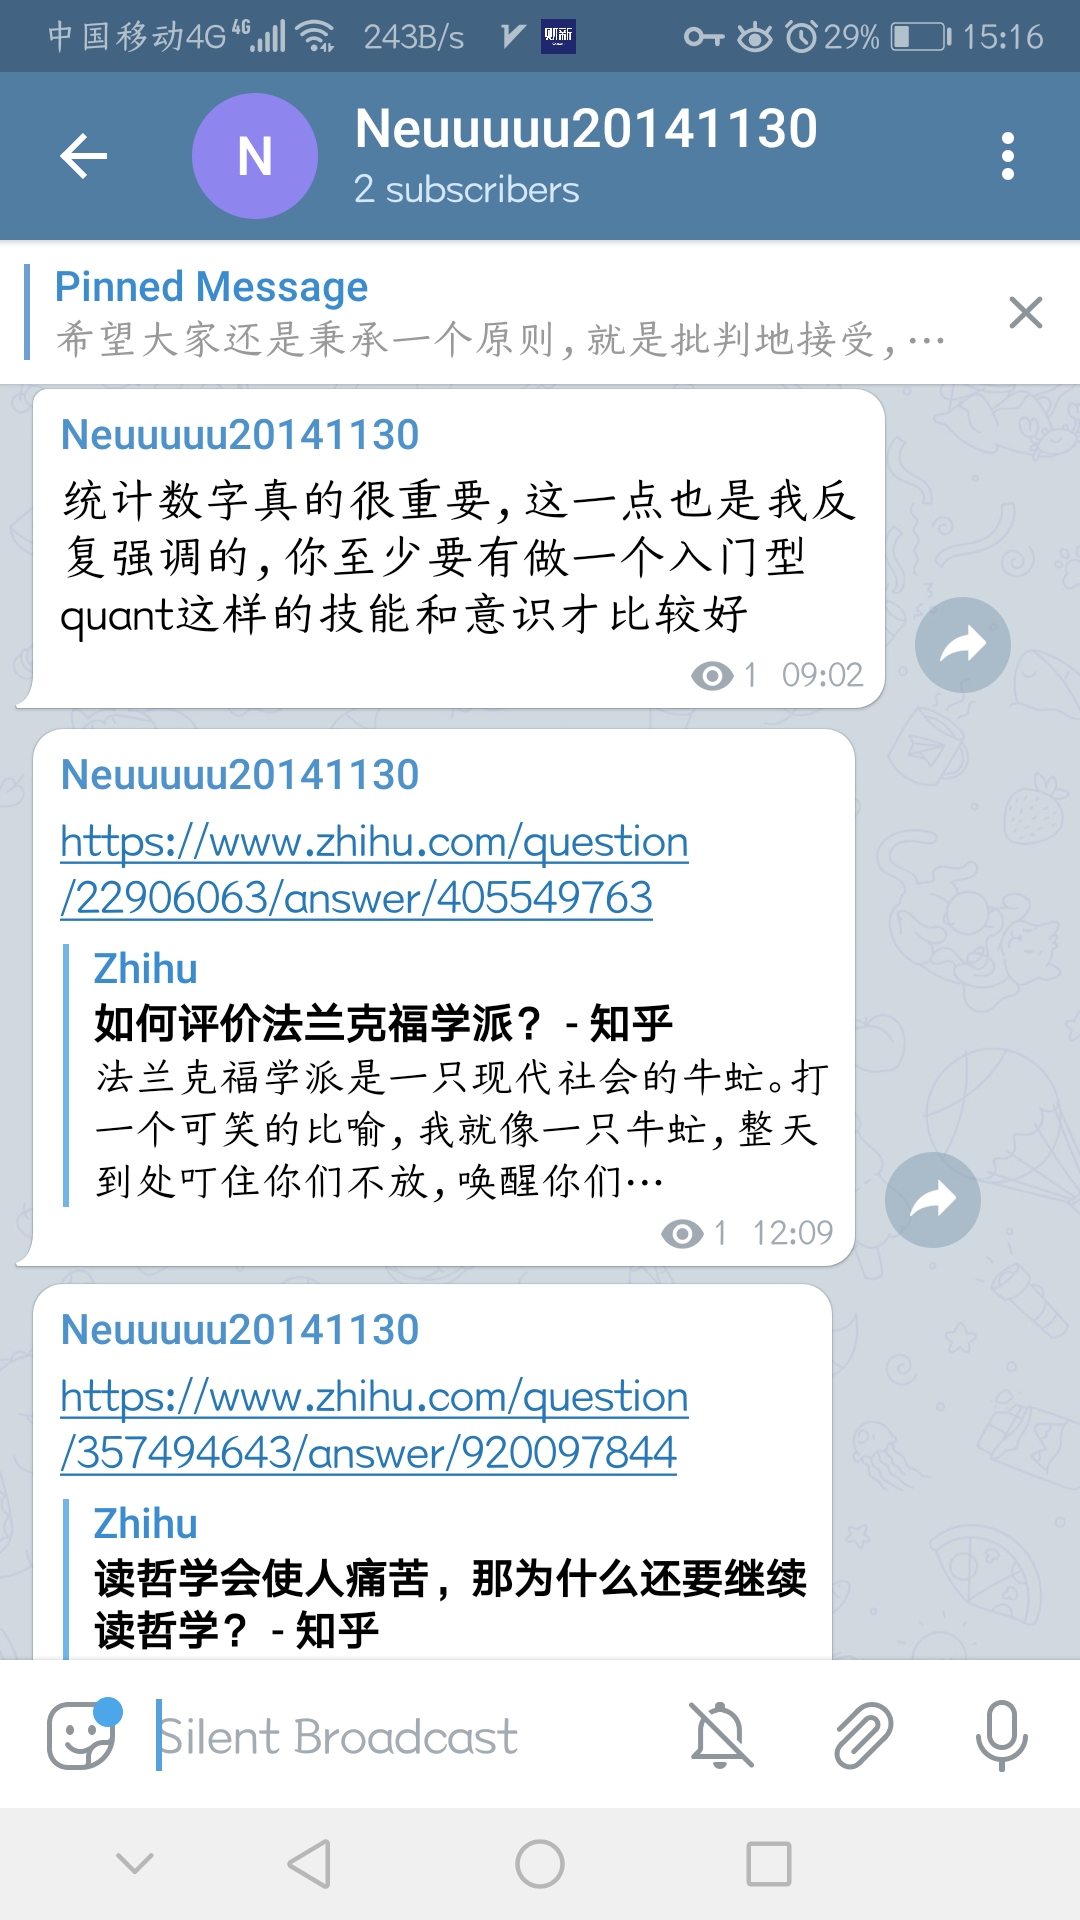 中国移动4G 4G 243B/s 财新 29% 15:16
N
Neuuuuu20141130
2 subscribers
Pinned Message
希望大家还是秉承一个原则,就是批判地接受,…
Neuuuuu20141130
统计数字真的很重要,这一点也是我反
复强调的,你至少要有做一个入门型
quant这样的技能和意识才比较好
1 09:02
Neuuuuu20141130
https://www.zhihu.com/question
/22906063/answer/405549763
Zhihu
如何评价法兰克福学派? - 知乎
法兰克福学派是一只现代社会的牛虻。打
一个可笑的比喻,我就像一只牛虻,整天
到处叮住你们不放,唤醒你们…
1 12:09
Neuuuuu20141130
https://www.zhihu.com/question
/357494643/answer/920097844
Zhihu
读哲学会使人痛苦，那为什么还要继续
读哲学? - 知乎
Silent Broadcast